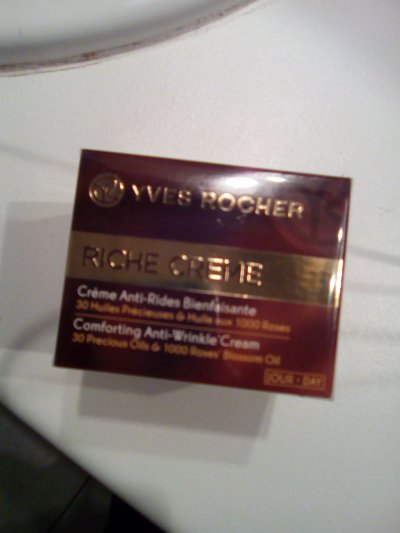 YVES ROCHER
RICHE CREME
Crème Anti-Rides Bienfaisante
30 Huiles Précieuses & Huile aux 1000 Roses
Comforting Anti-Wrinkle Cream
30 Precious Oils & 1000 Roses' Blossom Oil
JOUR - DAY